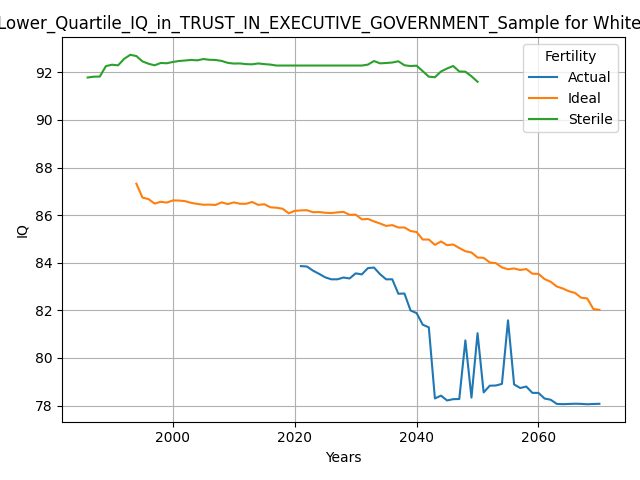 Lower_Quartile_IQ_in_TRUST_IN_EXECUTIVE_GOVERNMENT_Sample for White
Fertility
Actual
Ideal
Sterile
IQ
92
90
88
86
84
82
80
78
2000
2020
2040
2060
Years